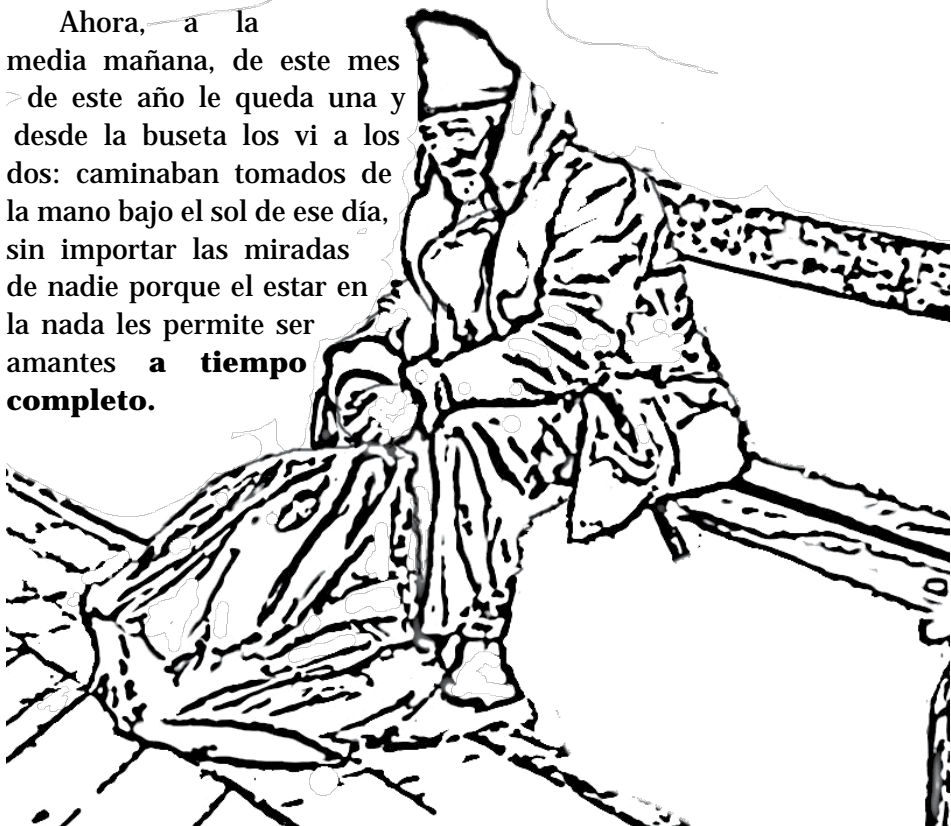 Ahora, a la
media mañana, de este mes
de este año le queda una y
desde la buseta los vi a los
dos: caminaban tomados de
la mano bajo el sol de ese día,
sin importar las miradas
de nadie porque el estar en
la nada les permite ser
amantes a tiempo
completo.